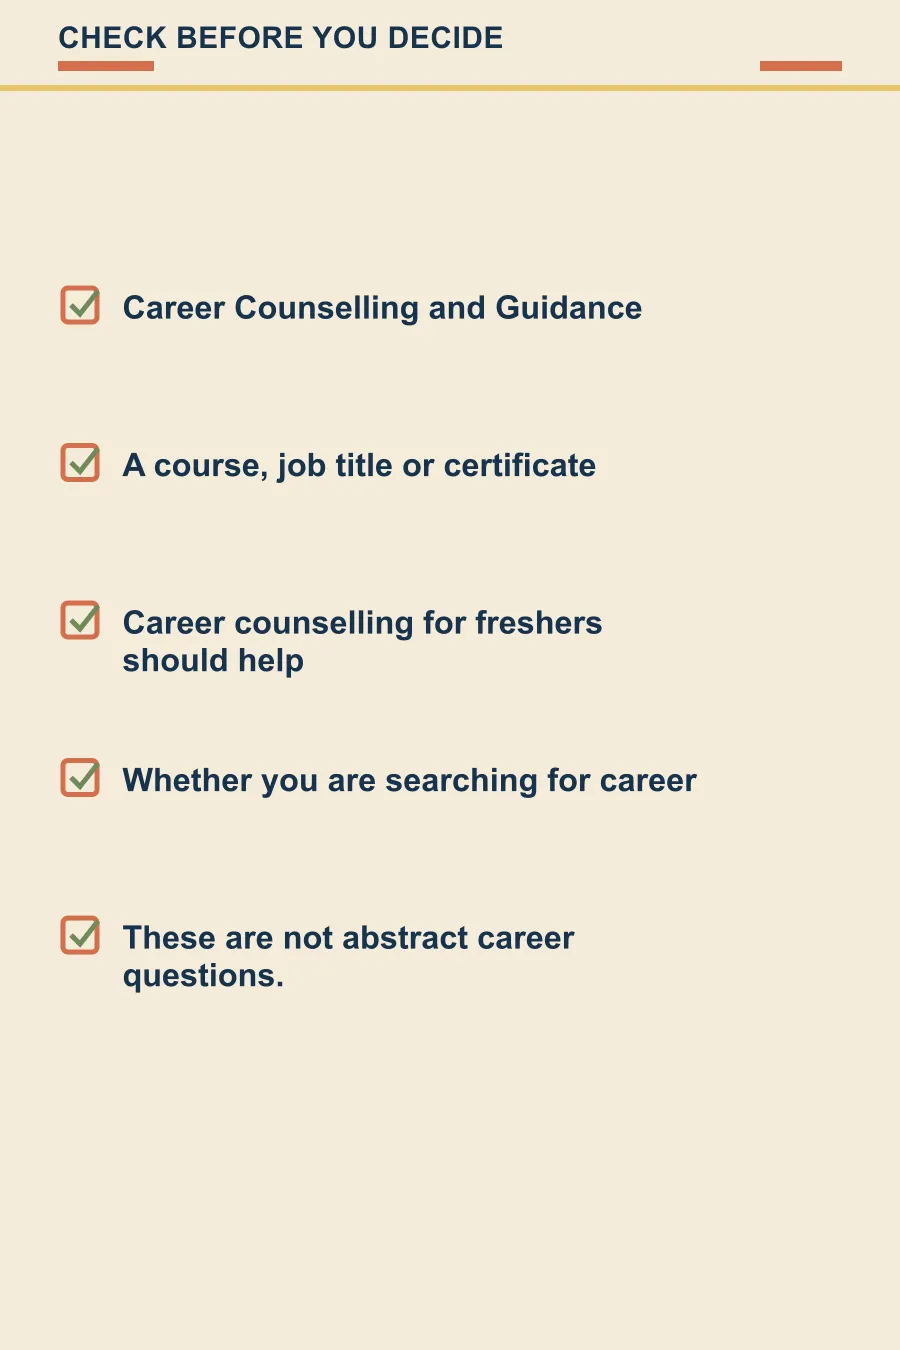 CHECK BEFORE YOU DECIDE
Career Counselling and Guidance
A course, job title or certificate
Career counselling for freshers
should help
Whether you are searching for career
These are not abstract career
questions.